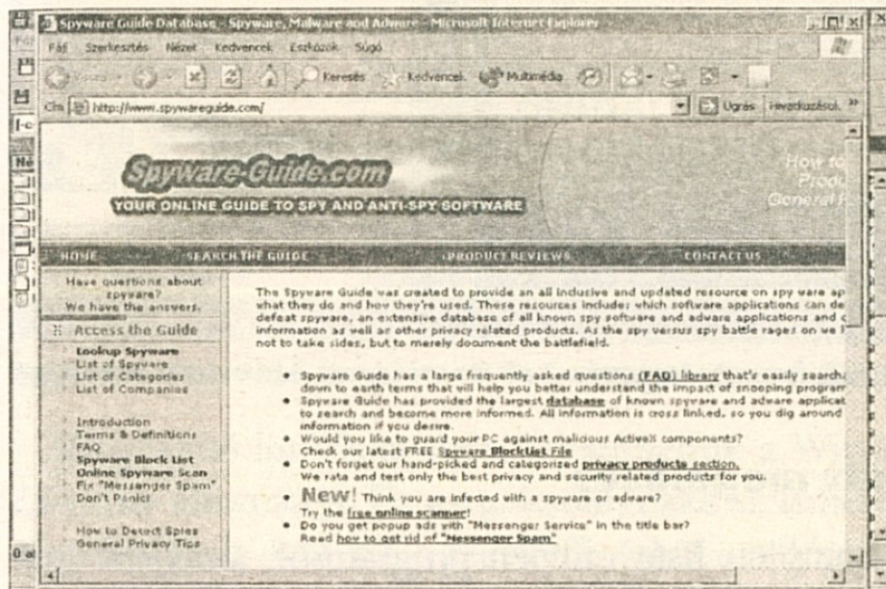 Spyware Guide Database - Spyware, Malware and Adware - Microsoft Internet Explorer
Fájl Szerkesztés Nézet Kedvencek Eszközök Súgó
Vissza Keresés Kedvencek Multimédia
Cím http://www.spywareguide.com/ Ugrás Hivatkozások »
Spyware-Guide.com
YOUR ONLINE GUIDE TO SPY AND ANTI-SPY SOFTWARE
How to
Prod
General P
HOME SEARCH THE GUIDE PRODUCT REVIEWS CONTACT US
Have questions about
spyware?
We have the answers.
Access the Guide
Lookup Spyware
List of Spyware
List of Categories
List of Companies
Introduction
Terms & Definitions
FAQ
Spyware Block List
Online Spyware Scan
Fix "Messenger Spam"
Don't Panic!
How to Detect Spies
General Privacy Tips
The Spyware Guide was created to provide an all inclusive and updated resource on spy ware ap
what they do and how they're used. These resources include: which software applications can de
defeat spyware, an extensive database of all known spy software and adware applications and
information as well as other privacy related products. As the spy versus spy battle rages on we
not to take sides, but to merely document the battlefield.
• Spyware Guide has a large frequently asked questions (FAQ) library that's easily search
down to earth terms that will help you better understand the impact of snooping program
• Spyware Guide has provided the largest database of known spyware and adware applicat
to search and become more informed. All information is cross linked, so you dig around
information if you desire.
• Would you like to guard your PC against malicious ActiveX components?
Check our latest FREE Spyware BlockList File
• Don't forget our hand-picked and categorized privacy products section.
We rata and test only the best privacy and security related products for you.
• New! Think you are infected with a spyware or adware?
Try the free online scanner!
• Do you get popup ads with "Messenger Service" in the title bar?
Read how to get rid of "Messenger Spam"